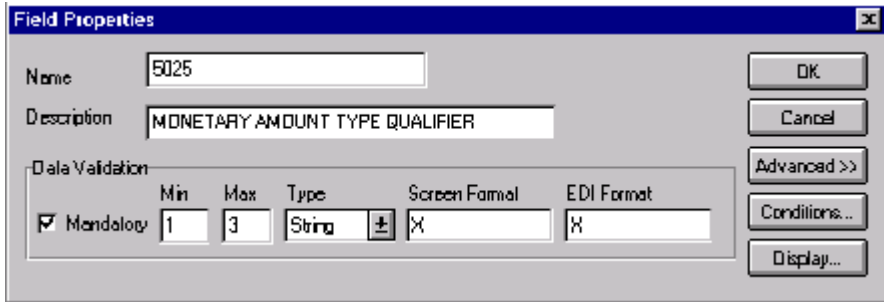 Field Properties
Name 5025
Description MONETARY AMOUNT TYPE QUALIFIER
Data Validation
Min Max Type Screen Format EDI Format
Mandatory 1 3 String X X
OK
Cancel
Advanced >>
Conditions...
Display...